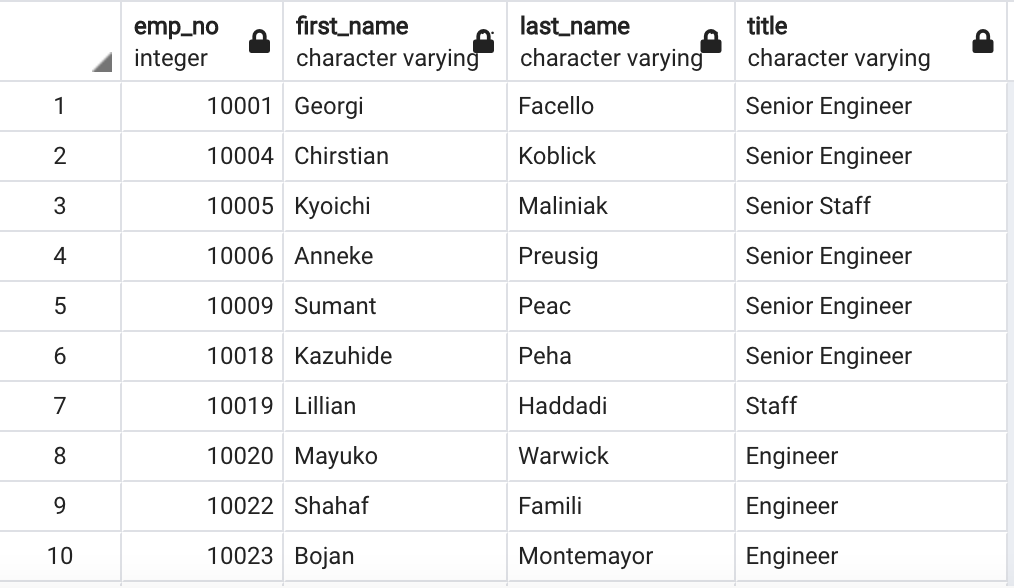 emp_no first_name last_name title
integer character varying character varying character varying
1 10001 Georgi Facello Senior Engineer
2 10004 Chirstian Koblick Senior Engineer
3 10005 Kyoichi Maliniak Senior Staff
4 10006 Anneke Preusig Senior Engineer
5 10009 Sumant Peac Senior Engineer
6 10018 Kazuhide Peha Senior Engineer
7 10019 Lillian Haddadi Staff
8 10020 Mayuko Warwick Engineer
9 10022 Shahaf Famili Engineer
10 10023 Bojan Montemayor Engineer